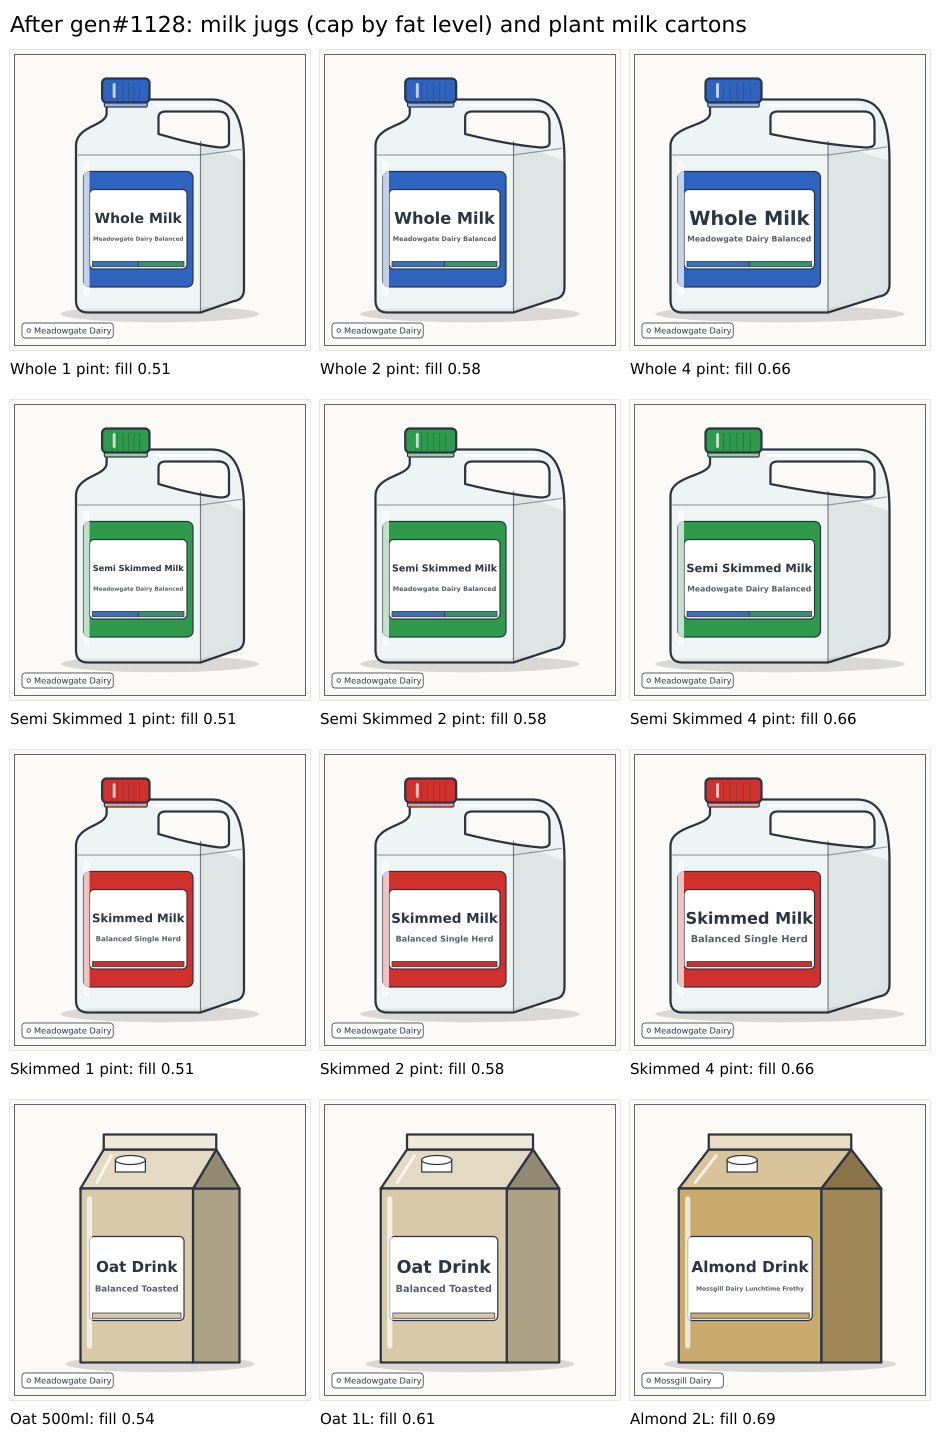 After gen#1128: milk jugs (cap by fat level) and plant milk cartons
Whole Milk
Meadowgate Dairy Balanced
Meadowgate Dairy
Whole 1 pint: fill 0.51
Whole Milk
Meadowgate Dairy Balanced
Meadowgate Dairy
Whole 2 pint: fill 0.58
Whole Milk
Meadowgate Dairy Balanced
Meadowgate Dairy
Whole 4 pint: fill 0.66
Semi Skimmed Milk
Meadowgate Dairy Balanced
Meadowgate Dairy
Semi Skimmed 1 pint: fill 0.51
Semi Skimmed Milk
Meadowgate Dairy Balanced
Meadowgate Dairy
Semi Skimmed 2 pint: fill 0.58
Semi Skimmed Milk
Meadowgate Dairy Balanced
Meadowgate Dairy
Semi Skimmed 4 pint: fill 0.66
Skimmed Milk
Balanced Single Herd
Meadowgate Dairy
Skimmed 1 pint: fill 0.51
Skimmed Milk
Balanced Single Herd
Meadowgate Dairy
Skimmed 2 pint: fill 0.58
Skimmed Milk
Balanced Single Herd
Meadowgate Dairy
Skimmed 4 pint: fill 0.66
Oat Drink
Balanced Toasted
Meadowgate Dairy
Oat 500ml: fill 0.54
Oat Drink
Balanced Toasted
Meadowgate Dairy
Oat 1L: fill 0.61
Almond Drink
Mossgill Dairy Lunchtime Frothy
Mossgill Dairy
Almond 2L: fill 0.69